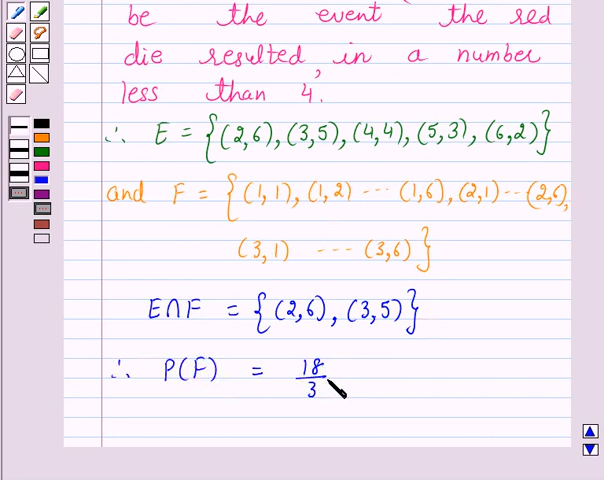 be the event the red
die resulted in a number
less than 4.
∴ E = {(2,6), (3,5), (4,4), (5,3), (6,2)}
and F = {(1,1), (1,2) --- (1,6), (2,1) -- (2,6),
(3,1) --- (3,6)}
E∩F = {(2,6), (3,5)}
∴ P(F) = 18/3